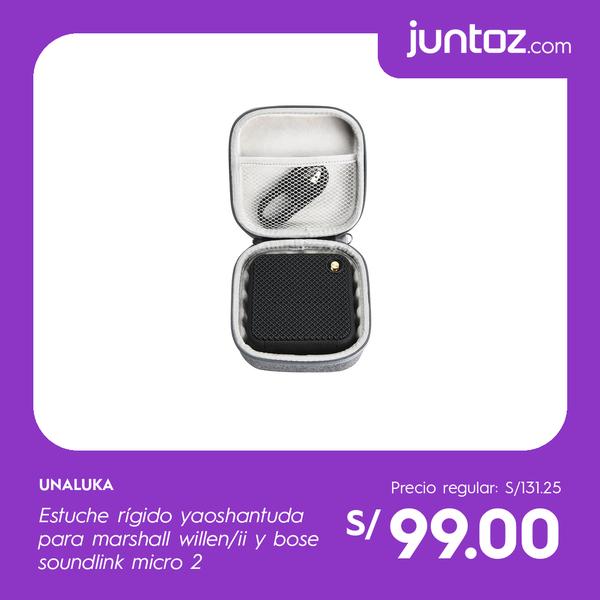 juntoz.com
UNALUKA
Estuche rígido yaoshantuda
para marshall willen/ii y bose
soundlink micro 2
Precio regular: S/131.25
S/99.00